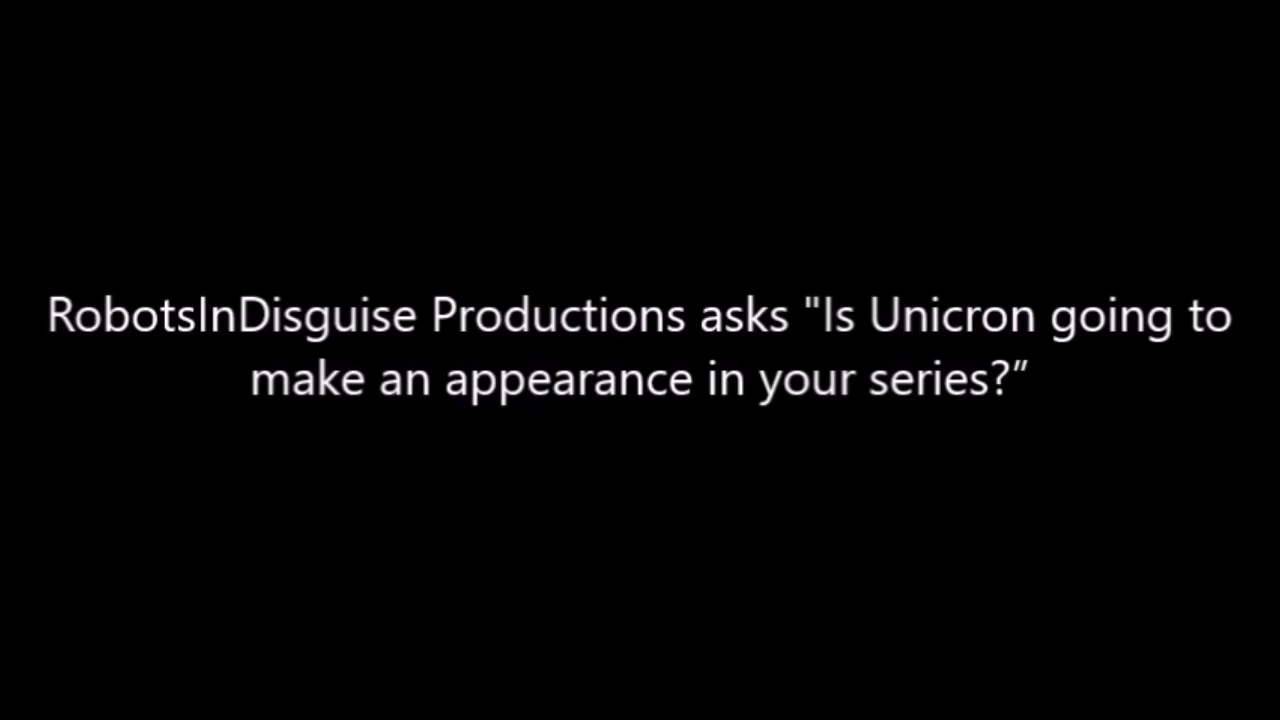 RobotsInDisguise Productions asks "Is Unicron going to
make an appearance in your series?”